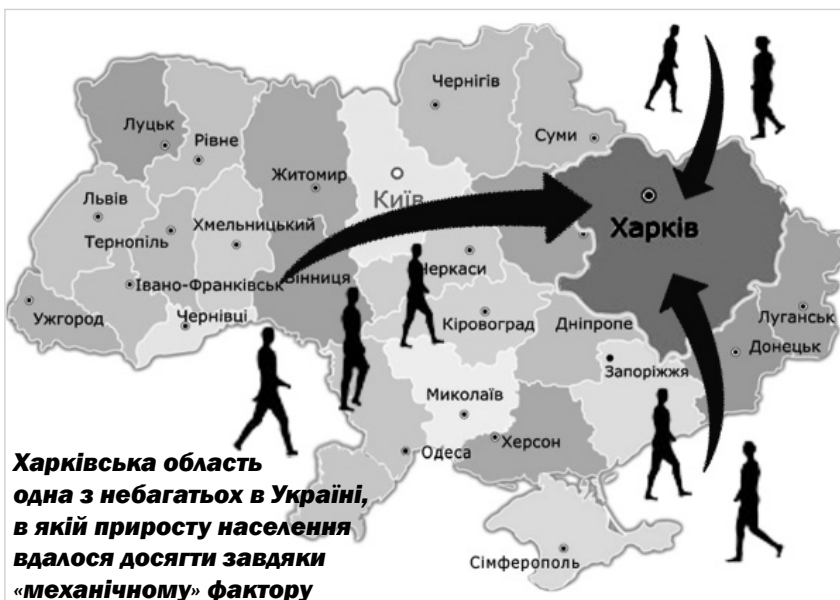 Чернігів
Луцьк
Рівне
Суми
Житомир
Київ
Львів
Харків
Хмельницький
Тернопіль
Черкаси
Івано-Франківськ
Вінниця
Ужгород
Чернівці
Кіровоград
Дніпропе
Луганськ
Донецьк
Запоріжжя
Миколаїв
Одеса
Херсон
Сімферополь
Харківська область
одна з небагатьох в Україні,
в якій приросту населення
вдалося досягти завдяки
«механічному» фактору